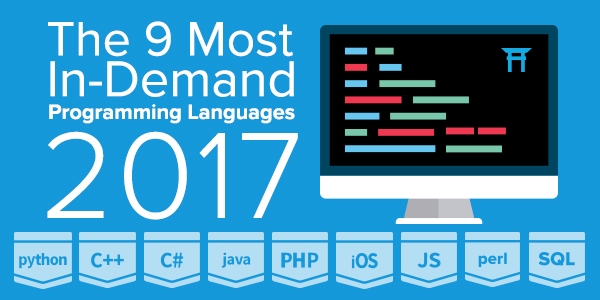 The 9 Most
In-Demand
Programming Languages
2017
python C++ C# java PHP iOS JS perl SQL